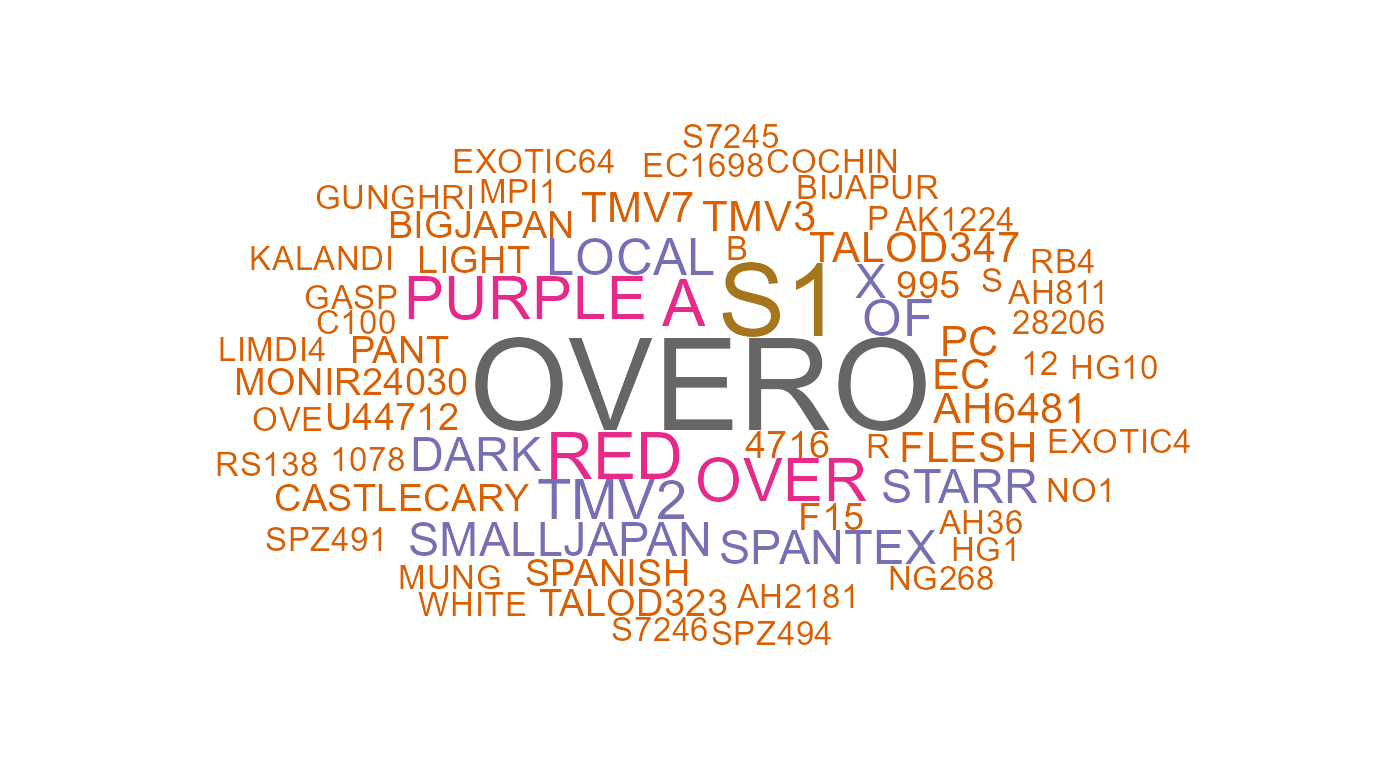 S7245
EXOTIC64 EC1698 COCHIN
GUNGHRI MPI1 TMV7 TMV3 BIJAPUR
BIGJAPAN P AK1224
KALANDI LIGHT LOCAL B TALOD347 RB4
GASP PURPLE A S1 X 995 S AH811
C100 OF 28206
LIMDI4 PANT OVERO PC 12 HG10
MONIR24030 EC
OVE U44712 AH6481
RS138 1078 DARK RED 4716 R FLESH EXOTIC4
CASTLECARY TMV2 OVER STARR NO1
SPZ491 SMALLJAPAN F15 AH36
SPANTEX HG1
MUNG SPANISH NG268
WHITE TALOD323 AH2181
S7246 SPZ494